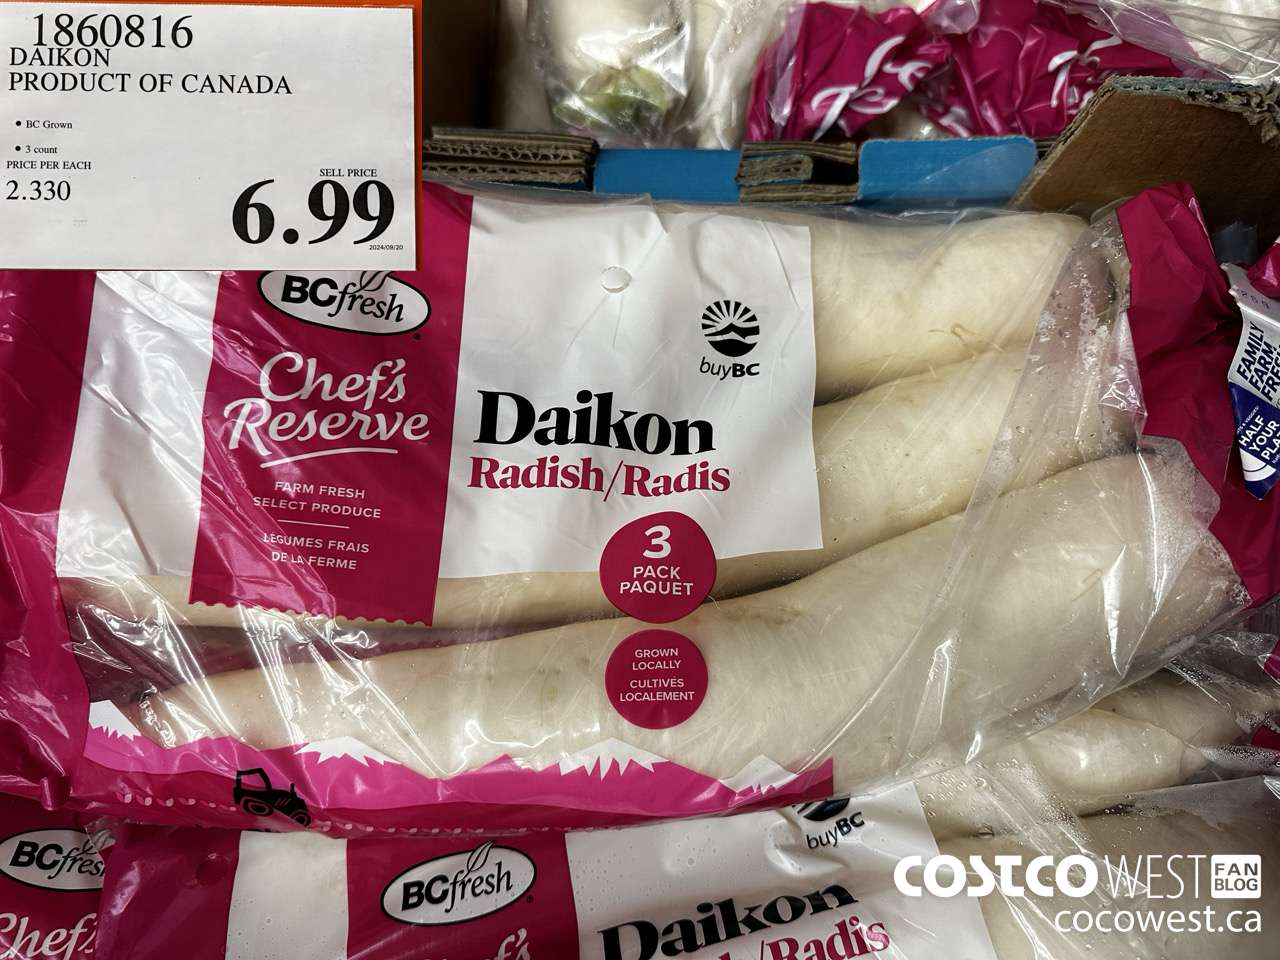 1860816
DAIKON
PRODUCT OF CANADA
• BC Grown
• 3 count
PRICE PER EACH
2.330
SELL PRICE
6.99
2024/09/20
BCfresh
Chef's
Reserve
FARM FRESH
SELECT PRODUCE
LÉGUMES FRAIS
DE LA FERME
buyBC
Daikon
Radish/Radis
3
PACK
PAQUET
GROWN
LOCALLY
CULTIVÉS
LOCALEMENT
FAMILY
FARM
HALF
YOUR
BCfresh
Chef's
BCfresh
buyBC
Daikon
/Radis
COSTCO WEST FAN
BLOG
cocowest.ca